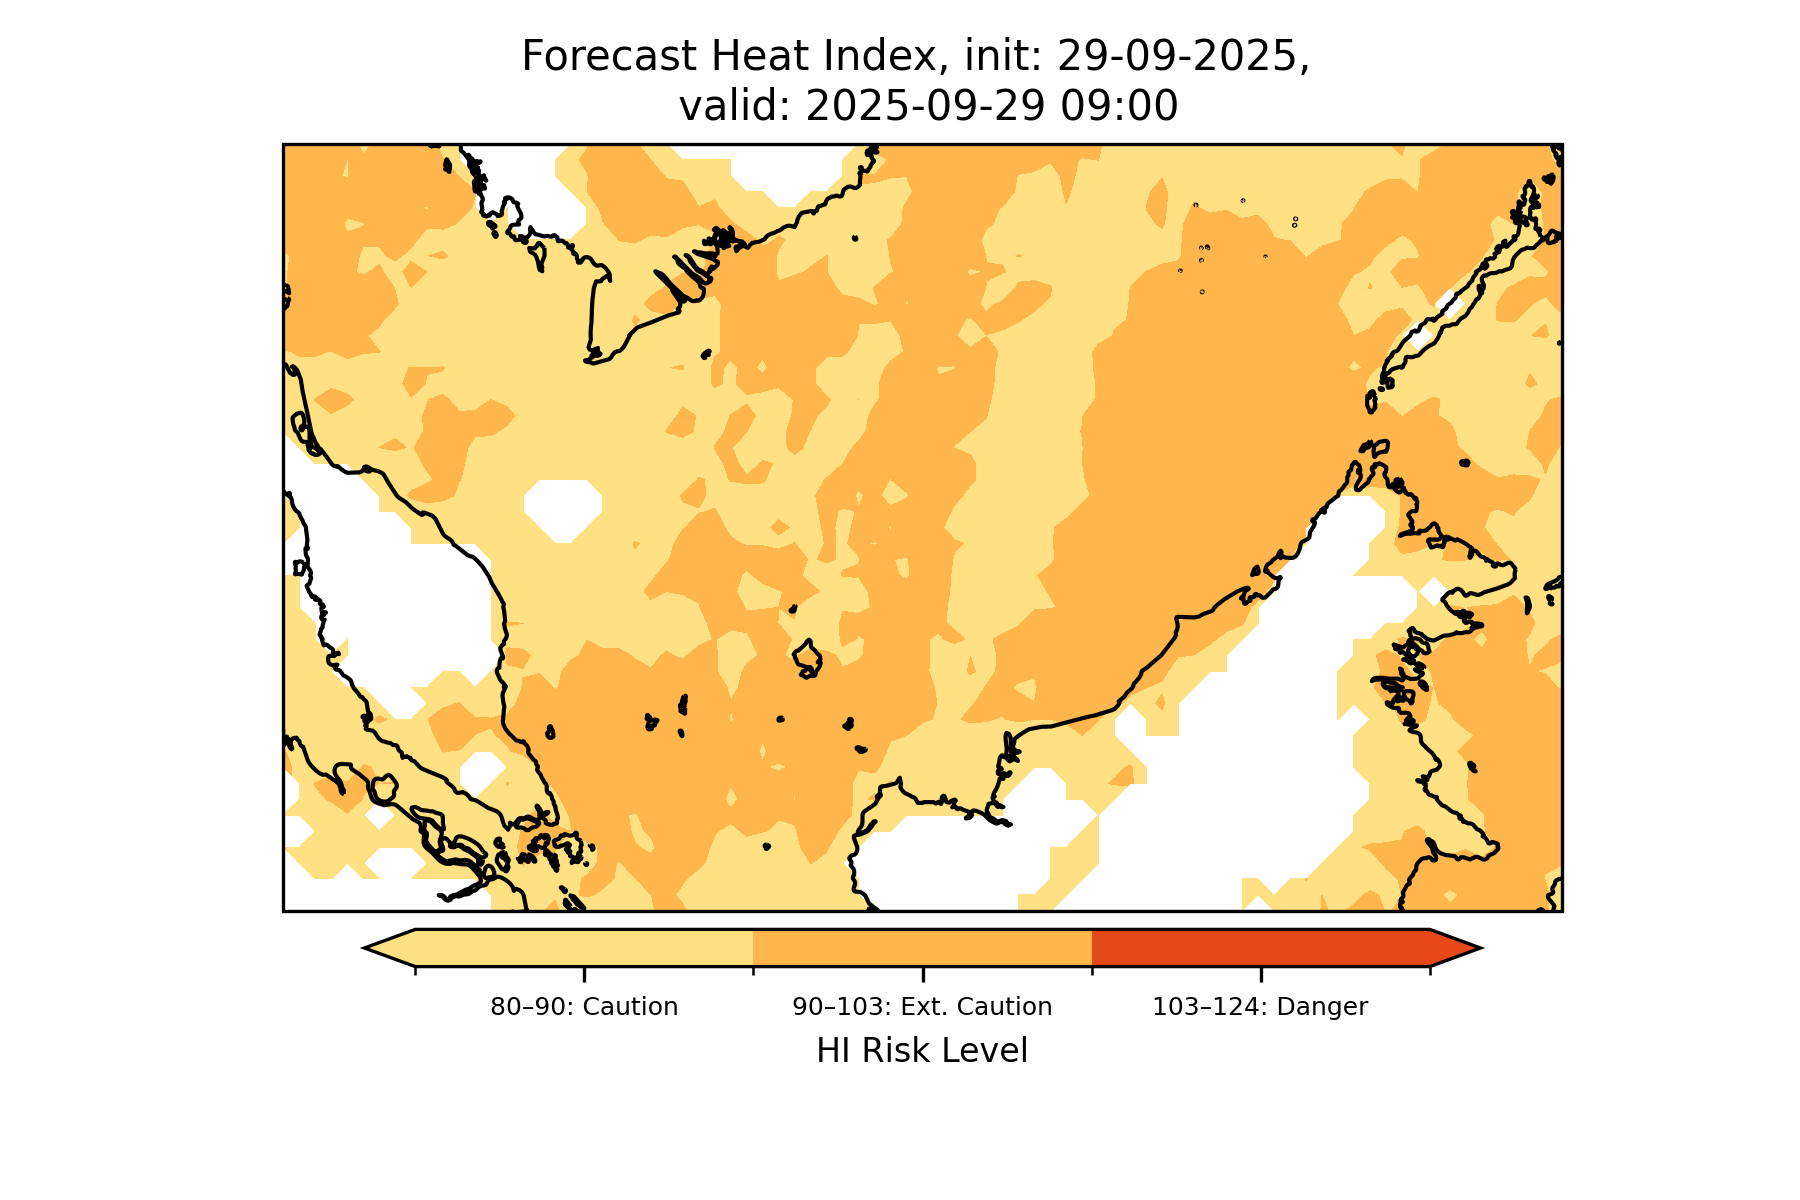 Forecast Heat Index, init: 29-09-2025,
valid: 2025-09-29 09:00
80–90: Caution
90–103: Ext. Caution
103–124: Danger
HI Risk Level